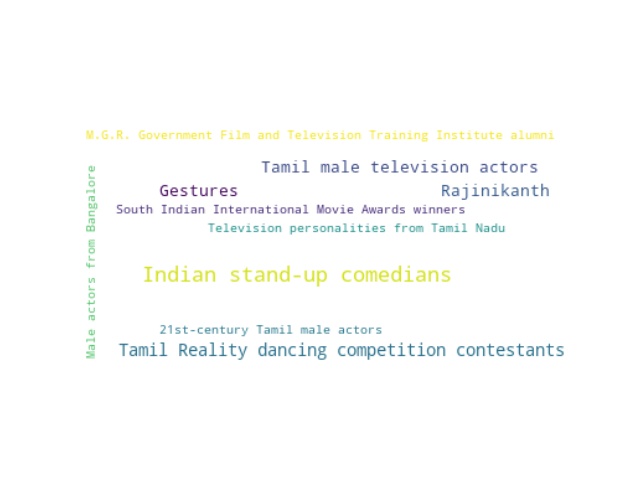 M.G.R. Government Film and Television Training Institute alumni
Tamil male television actors
Gestures
Rajinikanth
South Indian International Movie Awards winners
Television personalities from Tamil Nadu
Male actors from Bangalore
Indian stand-up comedians
21st-century Tamil male actors
Tamil Reality dancing competition contestants